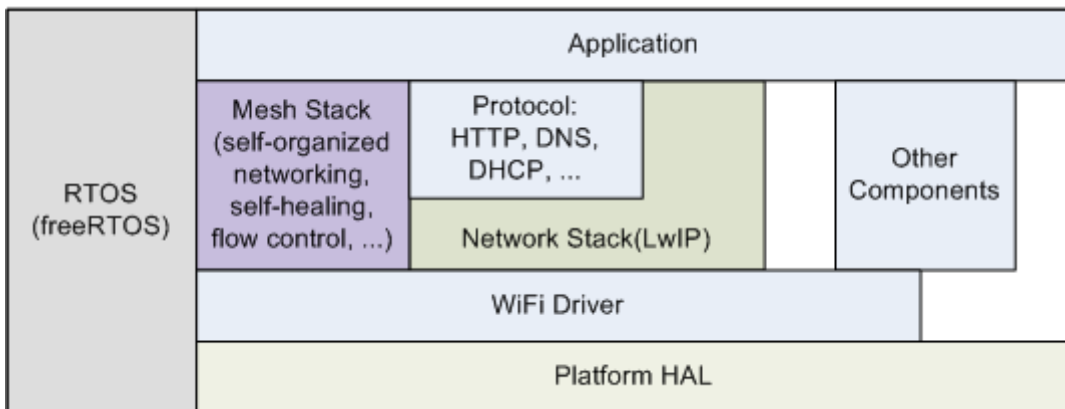 Application
Mesh Stack
(self-organized
networking,
self-healing,
flow control, ...)
Protocol:
HTTP, DNS,
DHCP, ...
Network Stack(LwIP)
Other
Components
RTOS
(freeRTOS)
WiFi Driver
Platform HAL